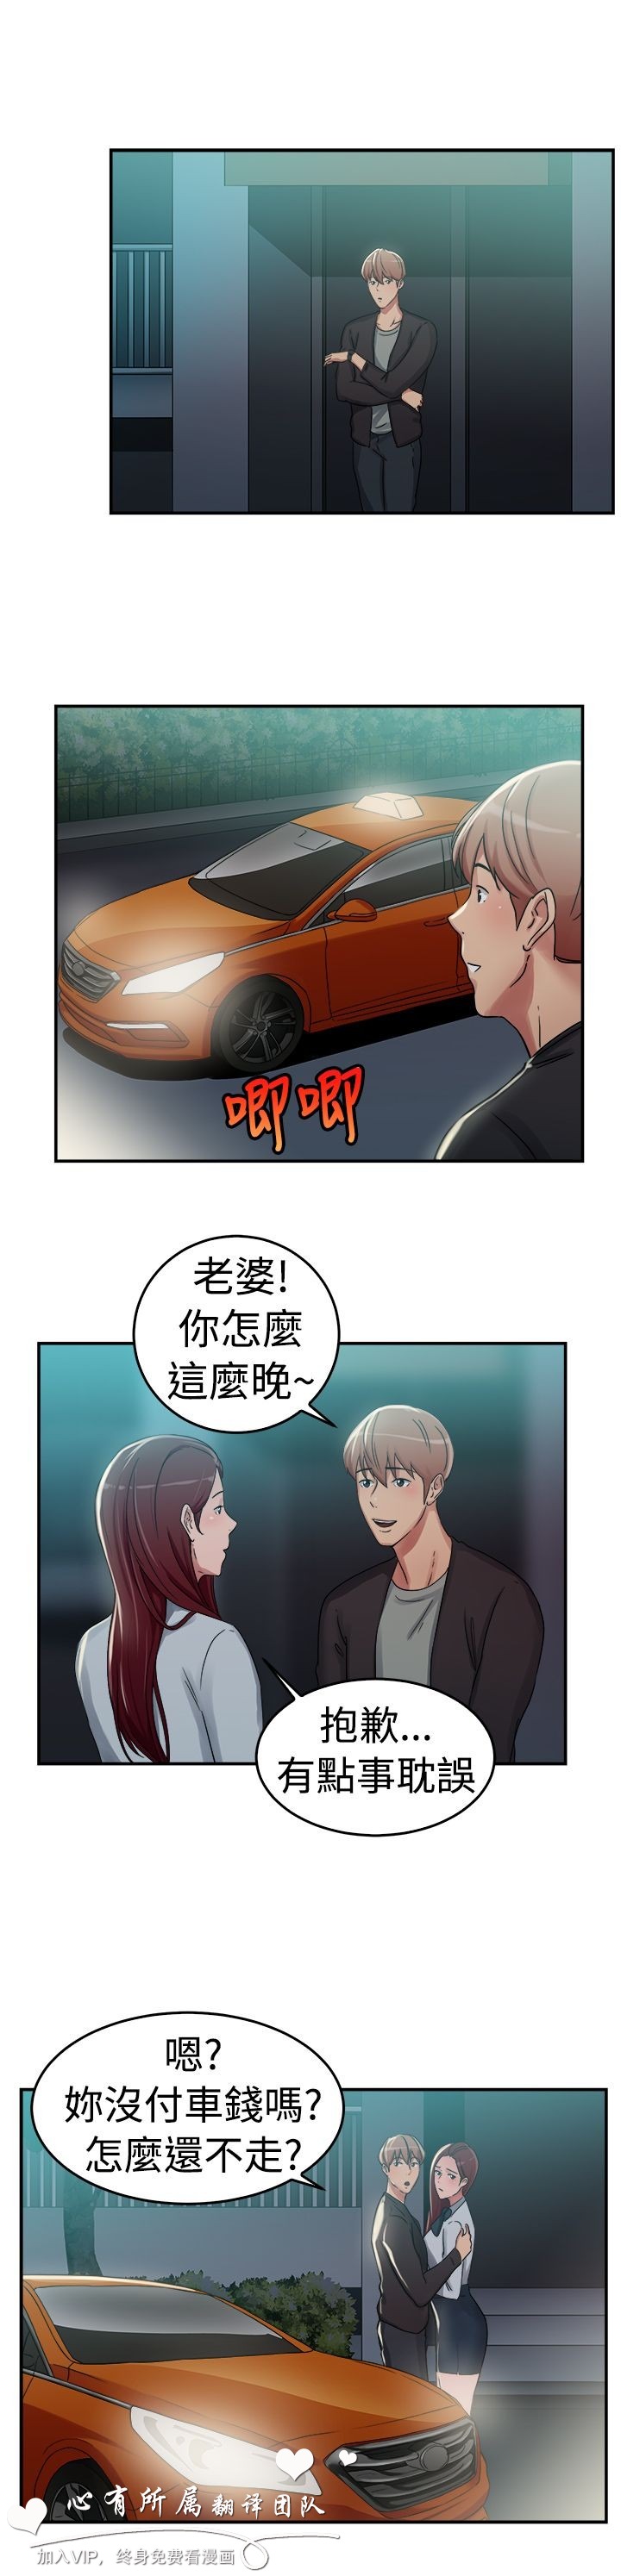 唧唧
老婆!
你怎麼
這麼晚~
抱歉...
有點事耽誤
嗯?
妳沒付車錢嗎?
怎麼還不走?
心有所属翻译团队
加入VIP，终身免费看漫画